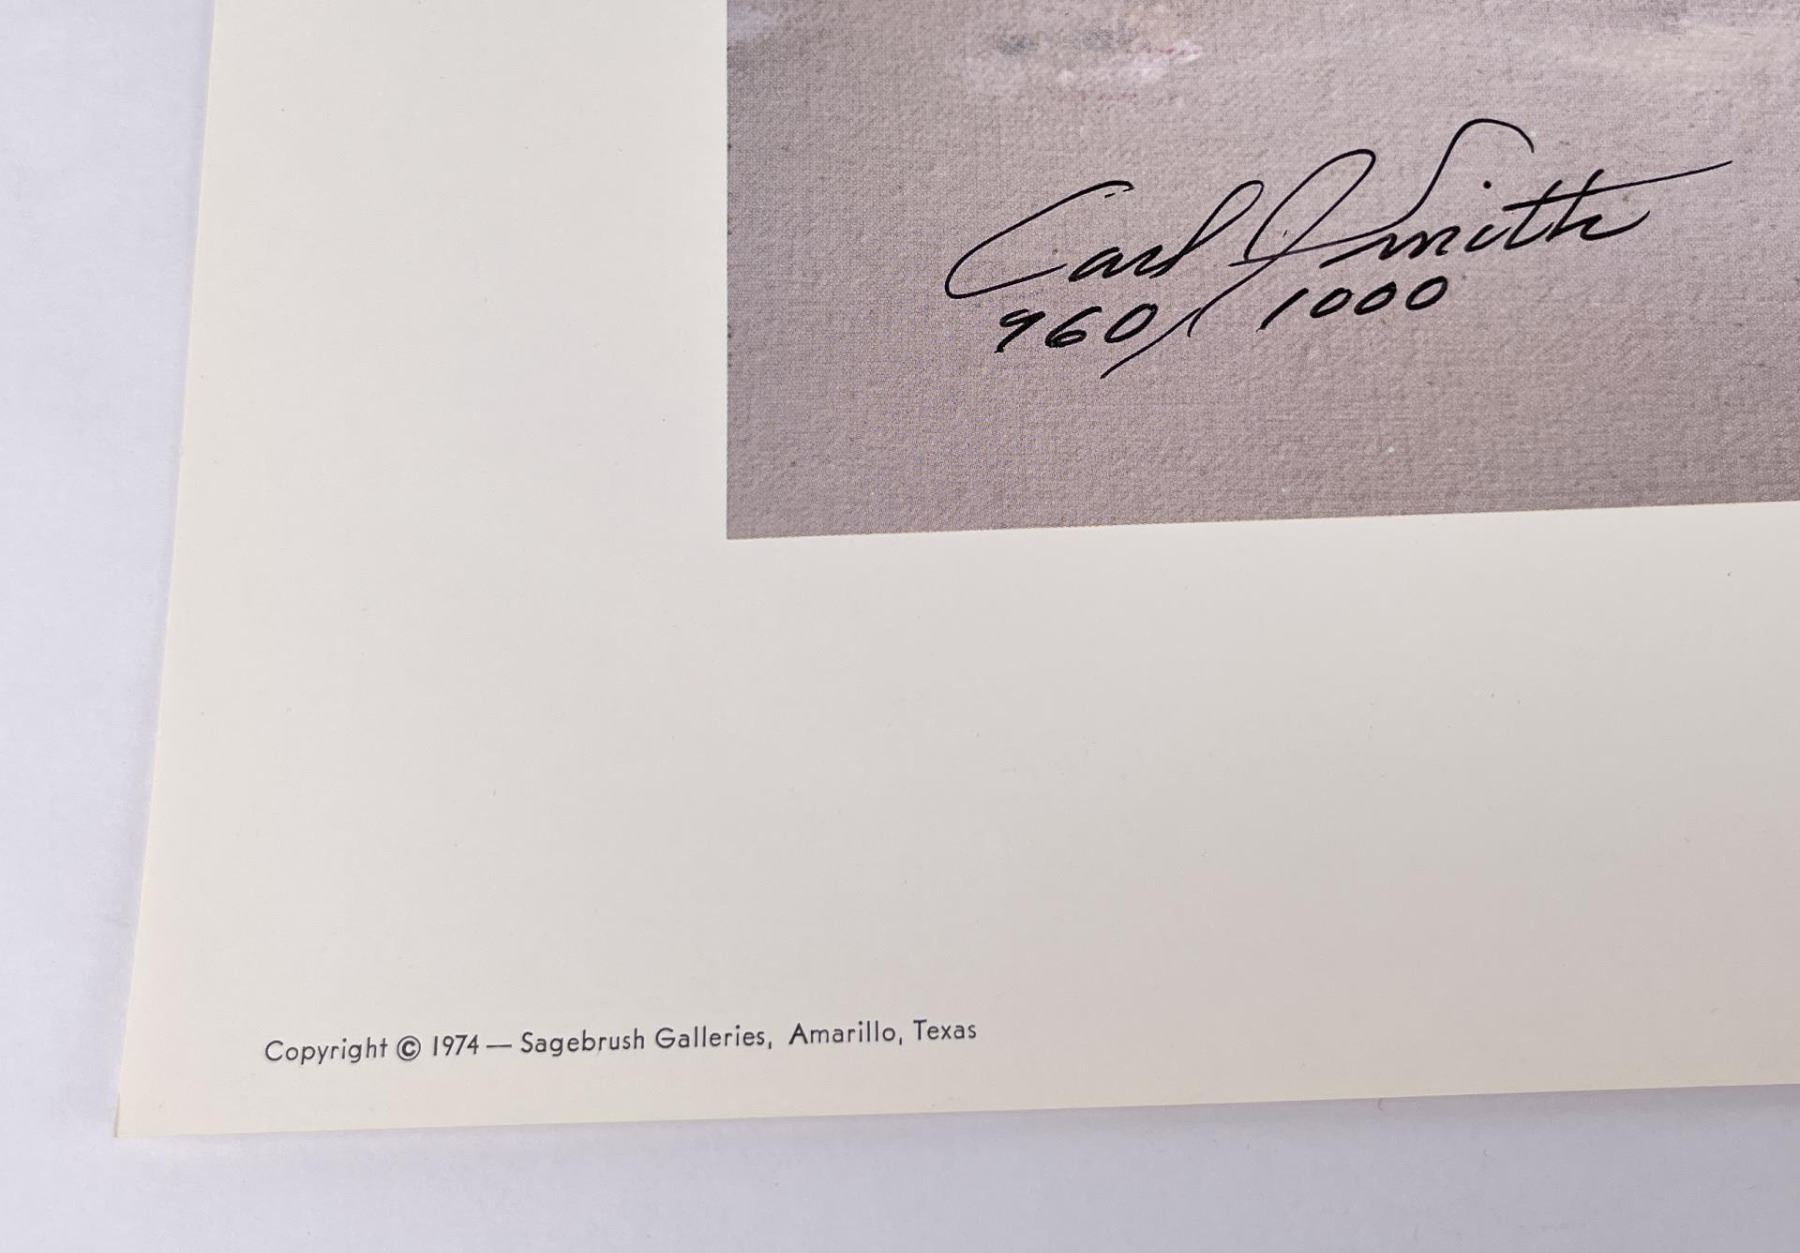 Carl J. Smith
960/1000
Copyright © 1974 — Sagebrush Galleries, Amarillo, Texas